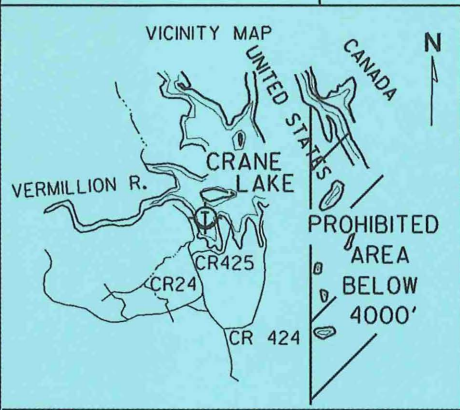 VICINITY MAP
N
UNITED STATES
CANADA
CRANE
LAKE
VERMILLION R.
T
PROHIBITED
AREA
BELOW
4000'
CR425
CR24
CR 424